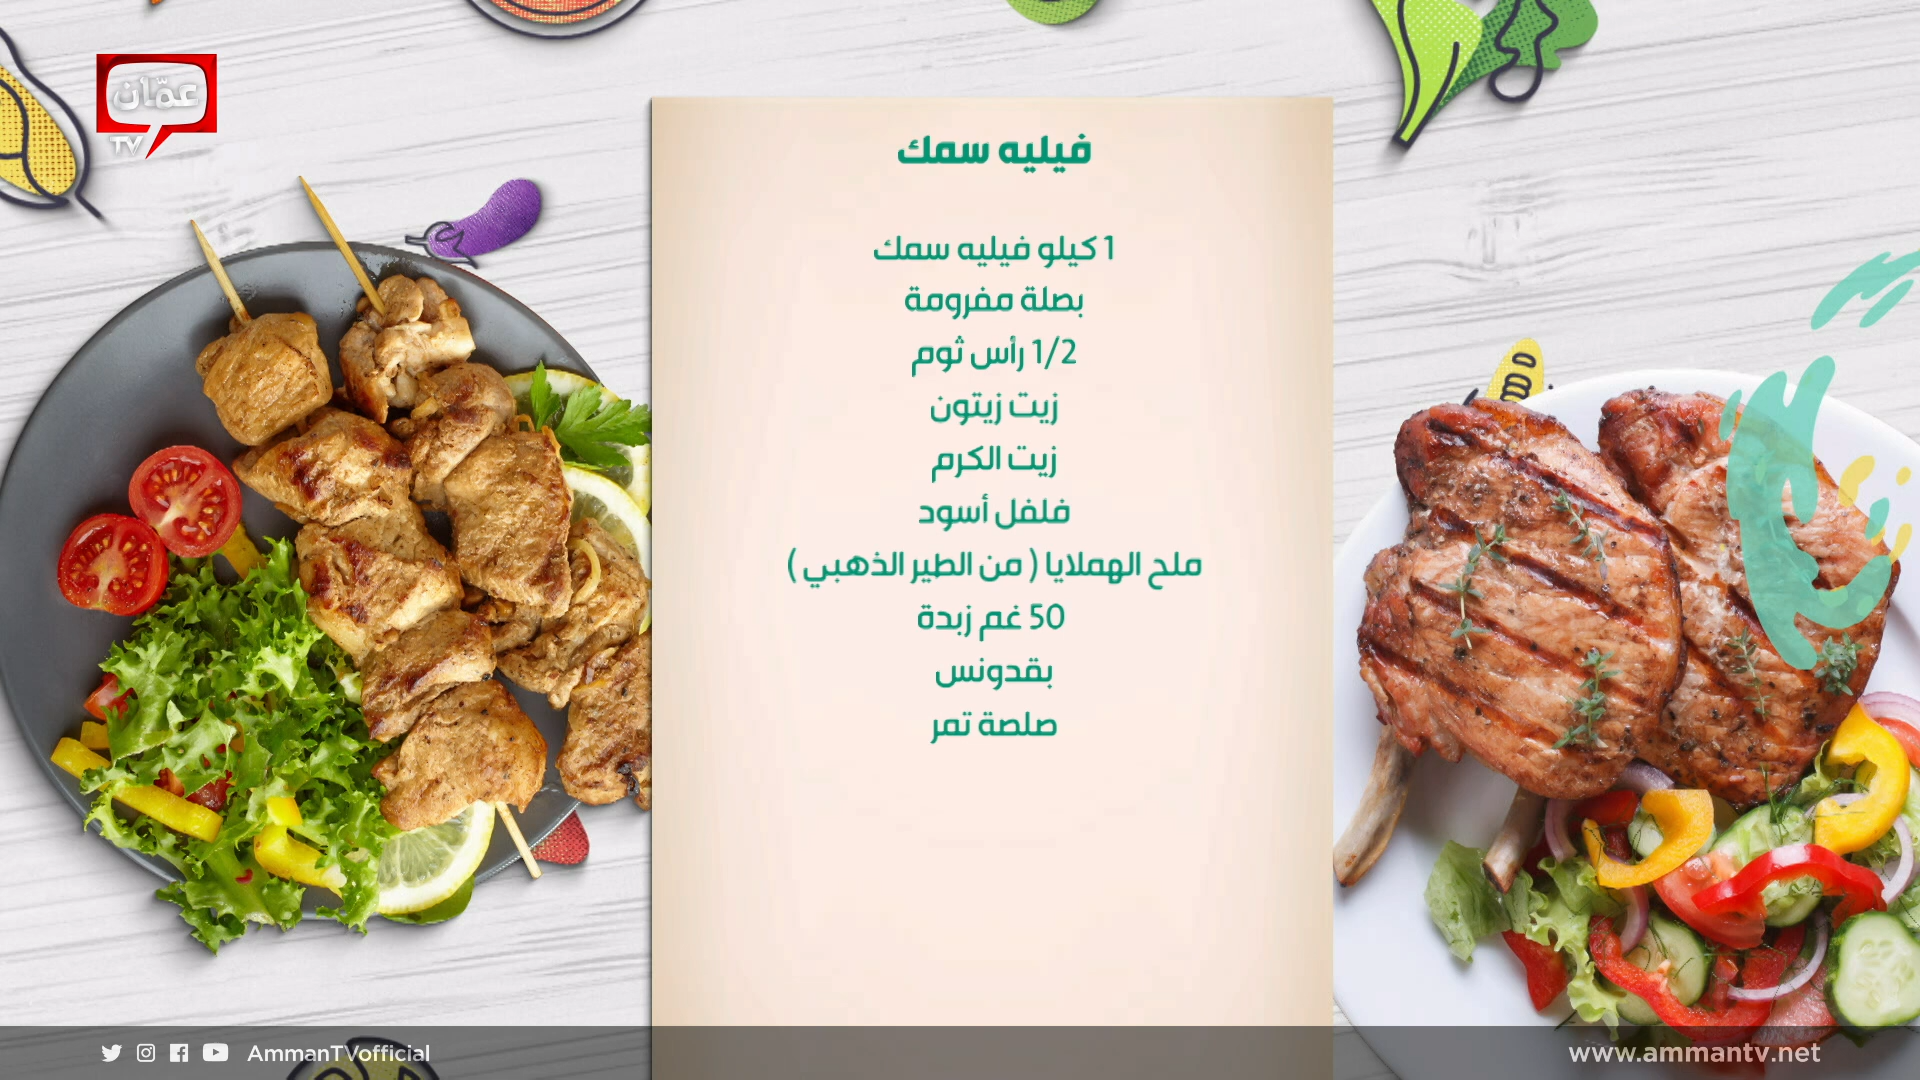 عمّان
TV
فيليه سمك
1 كيلو فيليه سمك
بصلة مفرومة
1/2 رأس ثوم
زيت زيتون
زيت الكرم
فلفل أسود
ملح الهملايا ( من الطير الذهبي )
50 غم زبدة
بقدونس
صلصة تمر
AmmanTVofficial
www.ammantv.net